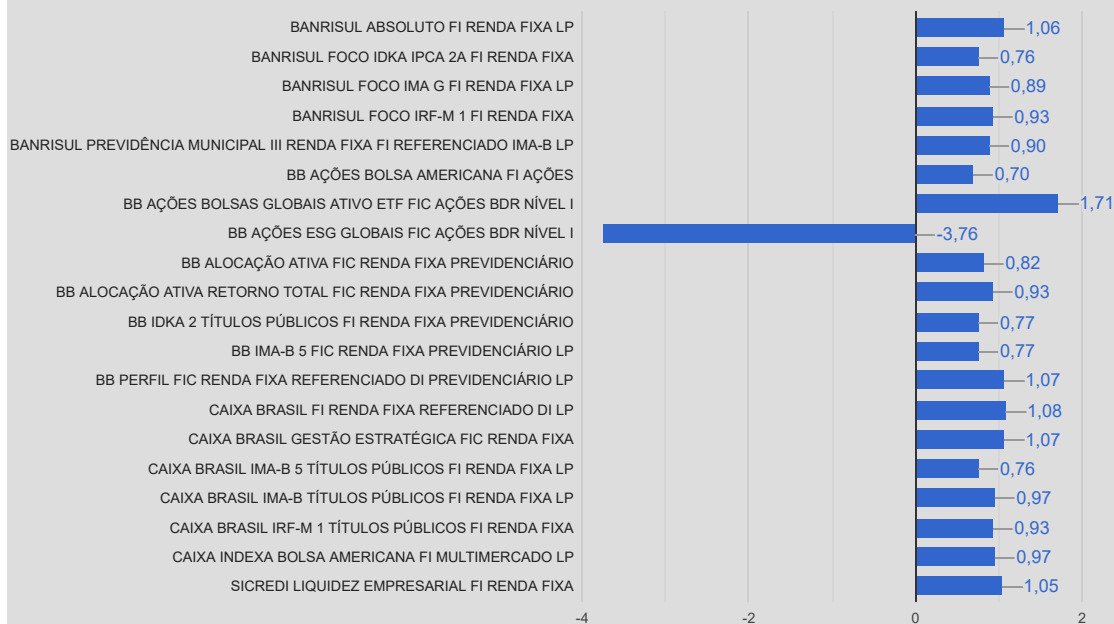 BANRISUL ABSOLUTO FI RENDA FIXA LP 1,06
BANRISUL FOCO IDKA IPCA 2A FI RENDA FIXA 0,76
BANRISUL FOCO IMA G FI RENDA FIXA LP 0,89
BANRISUL FOCO IRF-M 1 FI RENDA FIXA 0,93
BANRISUL PREVIDÊNCIA MUNICIPAL III RENDA FIXA FI REFERENCIADO IMA-B LP 0,90
BB AÇÕES BOLSA AMERICANA FI AÇÕES 0,70
BB AÇÕES BOLSAS GLOBAIS ATIVO ETF FIC AÇÕES BDR NÍVEL I 1,71
BB AÇÕES ESG GLOBAIS FIC AÇÕES BDR NÍVEL I -3,76
BB ALOCAÇÃO ATIVA FIC RENDA FIXA PREVIDENCIÁRIO 0,82
BB ALOCAÇÃO ATIVA RETORNO TOTAL FIC RENDA FIXA PREVIDENCIÁRIO 0,93
BB IDKA 2 TÍTULOS PÚBLICOS FI RENDA FIXA PREVIDENCIÁRIO 0,77
BB IMA-B 5 FIC RENDA FIXA PREVIDENCIÁRIO LP 0,77
BB PERFIL FIC RENDA FIXA REFERENCIADO DI PREVIDENCIÁRIO LP 1,07
CAIXA BRASIL FI RENDA FIXA REFERENCIADO DI LP 1,08
CAIXA BRASIL GESTÃO ESTRATÉGICA FIC RENDA FIXA 1,07
CAIXA BRASIL IMA-B 5 TÍTULOS PÚBLICOS FI RENDA FIXA LP 0,76
CAIXA BRASIL IMA-B TÍTULOS PÚBLICOS FI RENDA FIXA LP 0,97
CAIXA BRASIL IRF-M 1 TÍTULOS PÚBLICOS FI RENDA FIXA 0,93
CAIXA INDEXA BOLSA AMERICANA FI MULTIMERCADO LP 0,97
SICREDI LIQUIDEZ EMPRESARIAL FI RENDA FIXA 1,05
-4 -2 0 2